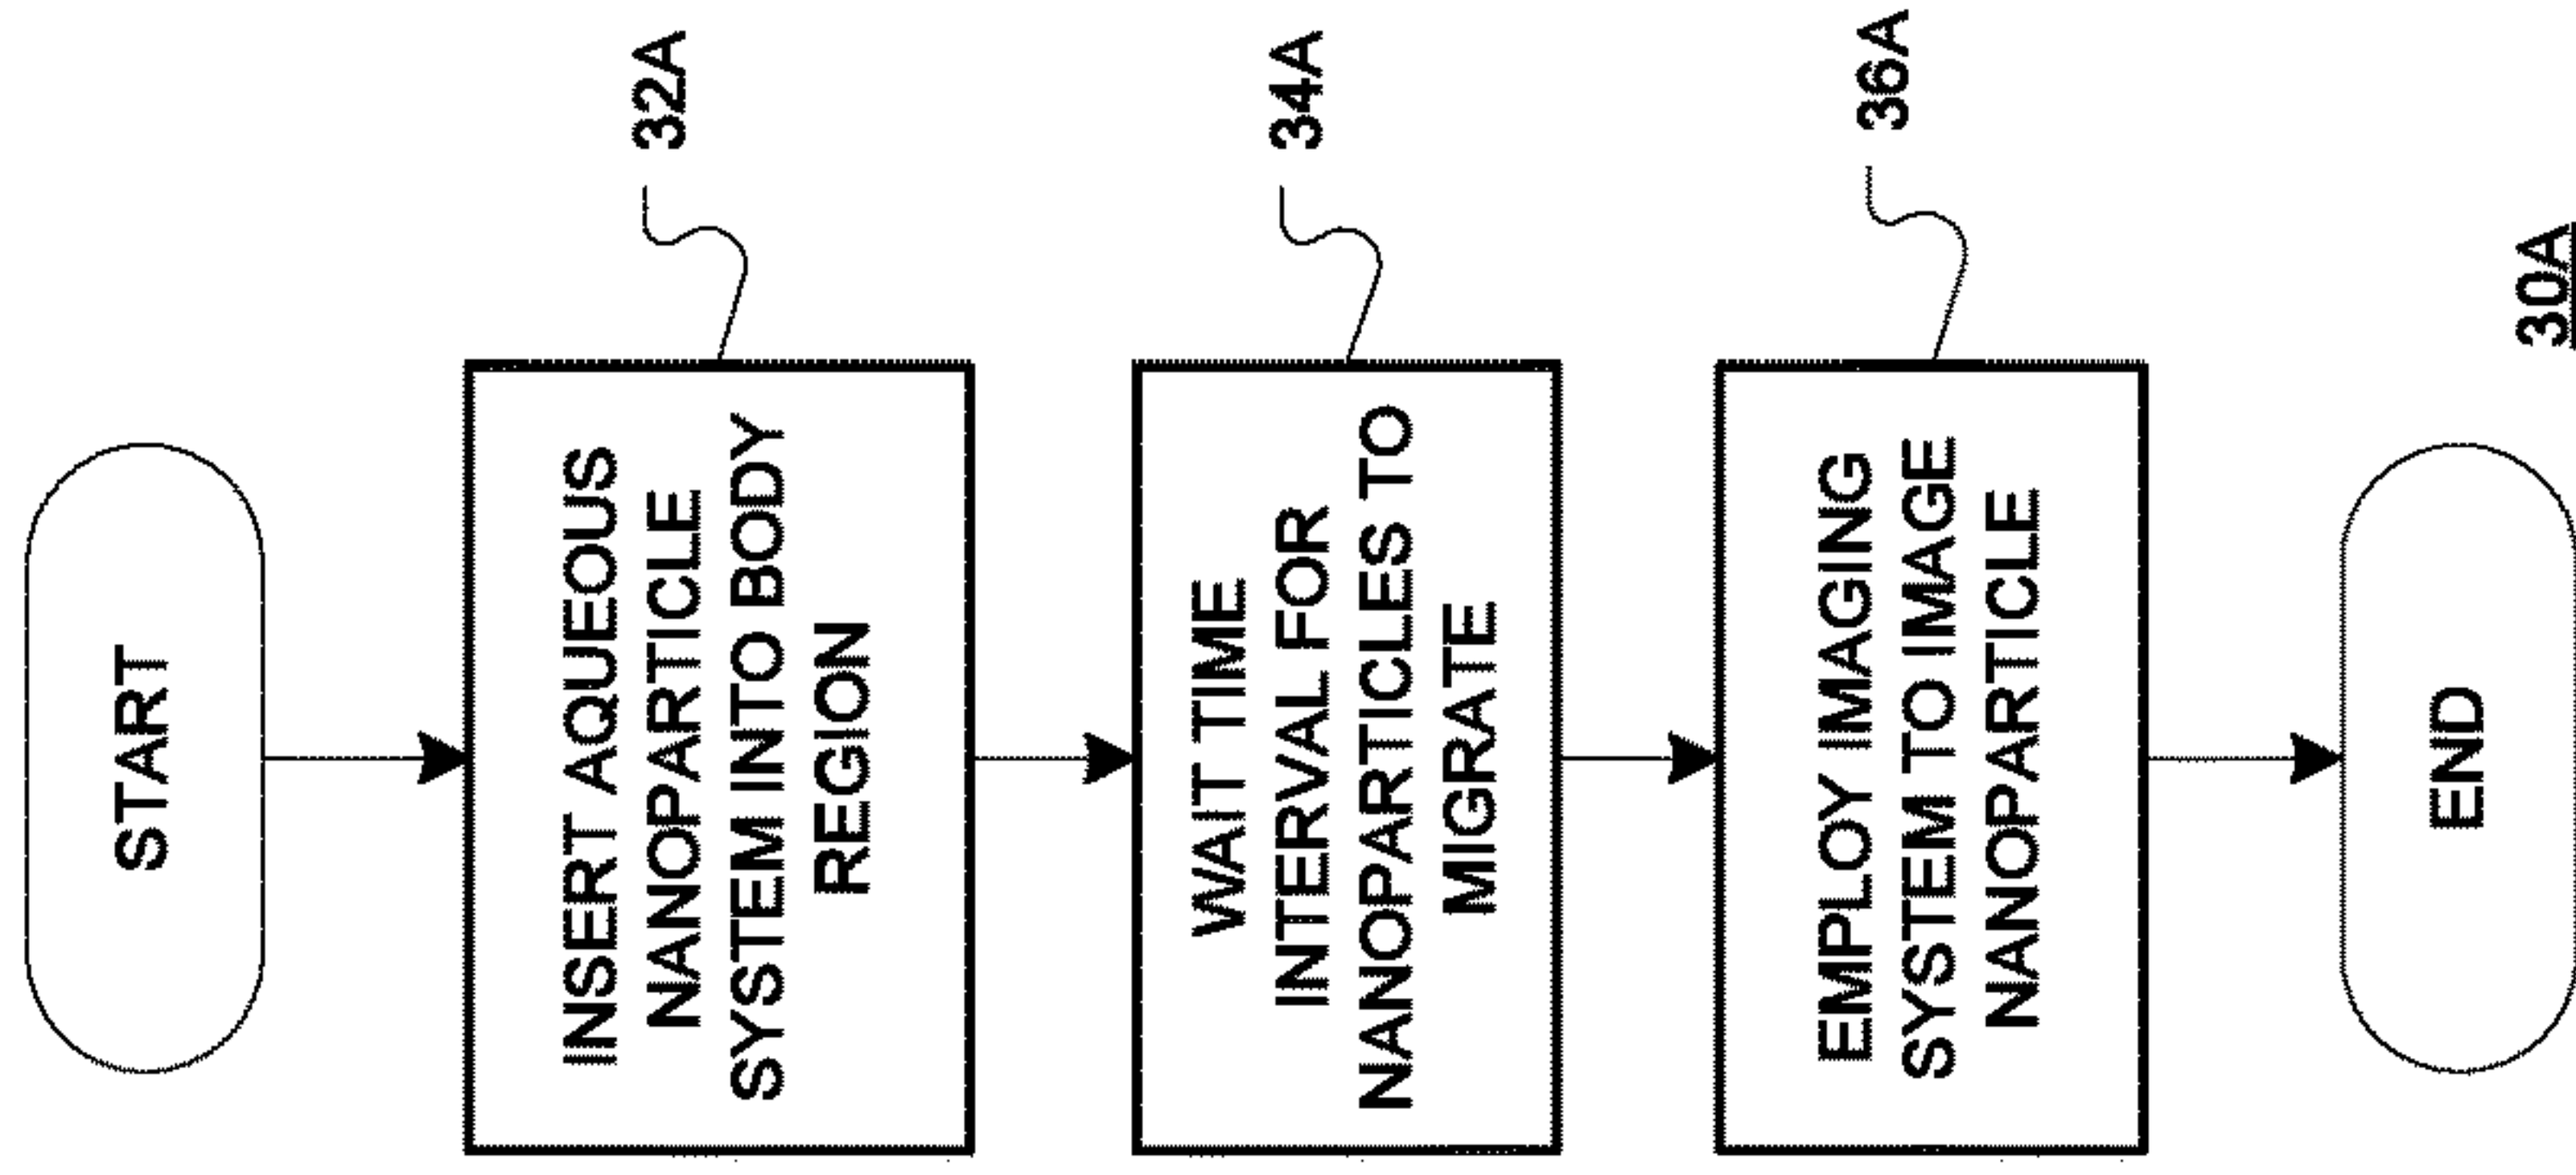 START
INSERT AQUEOUS
NANOPARTICLE
SYSTEM INTO BODY
REGION
32A
WAIT TIME
INTERVAL FOR
NANOPARTICLES TO
MIGRATE
34A
EMPLOY IMAGING
SYSTEM TO IMAGE
NANOPARTICLE
36A
END
30A